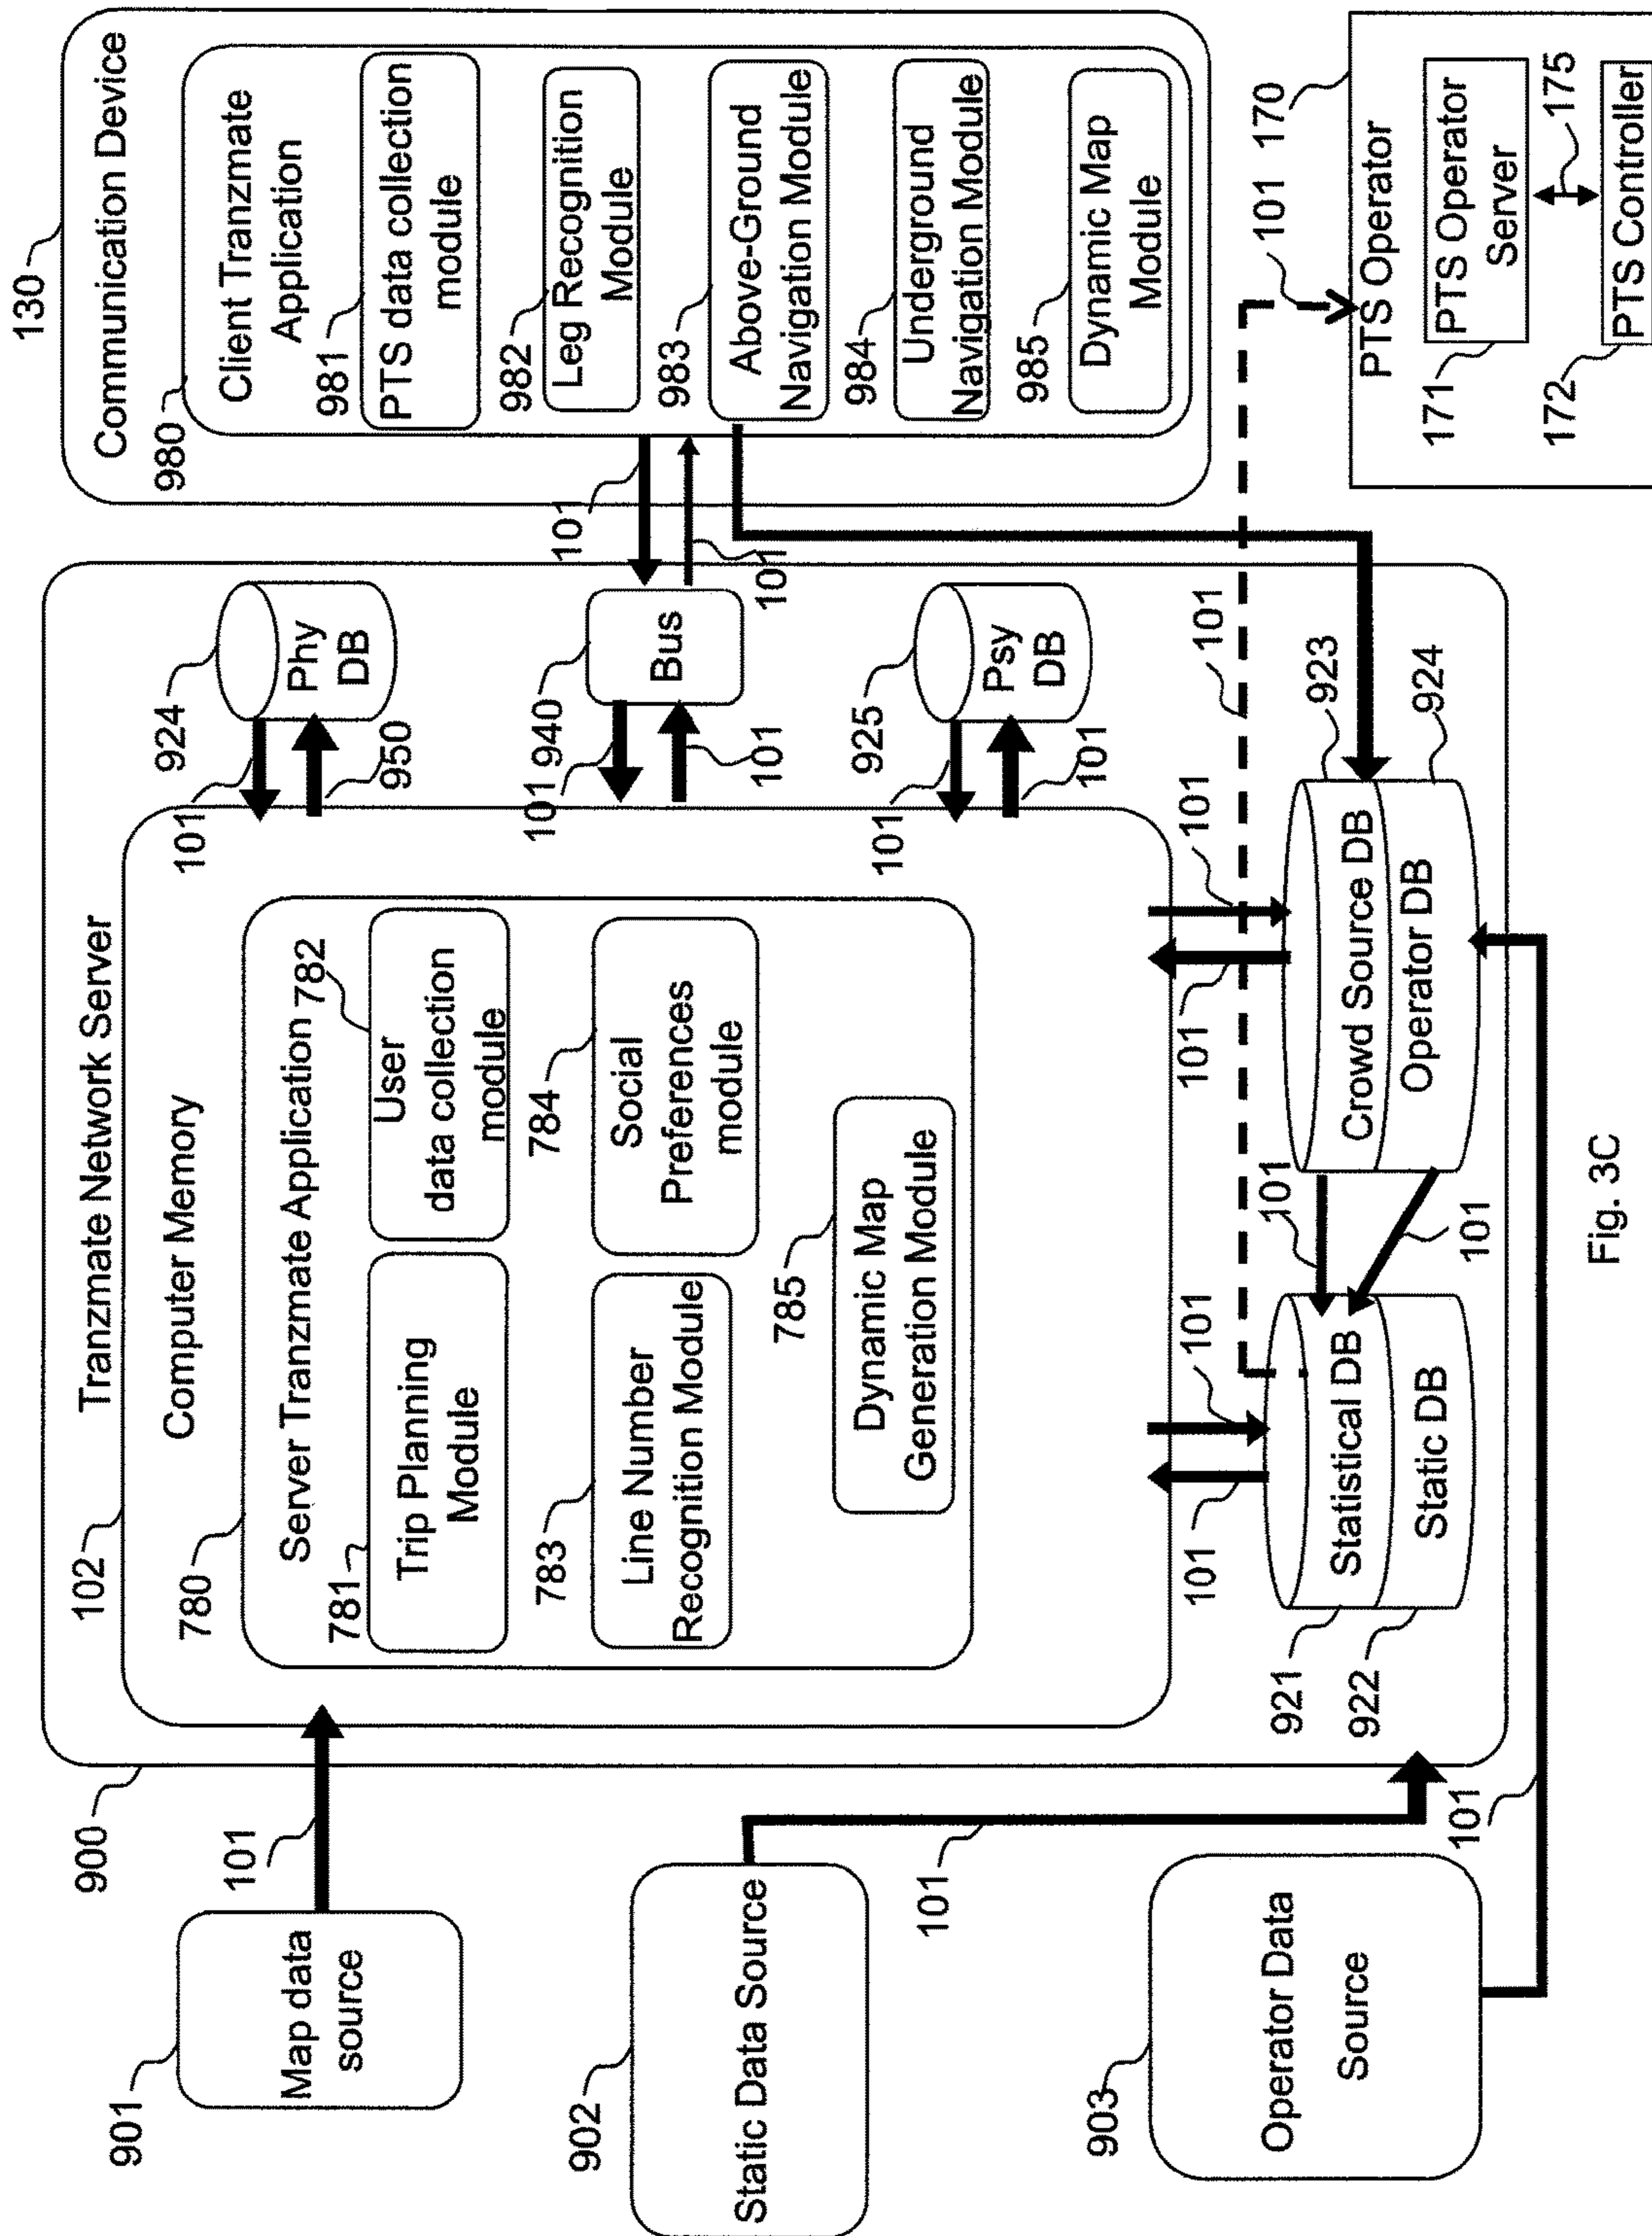 130
Communication Device
980
Client Tranzmate
Application
981
PTS data collection
module
982
Leg Recognition
Module
983
Above-Ground
Navigation Module
984
Underground
Navigation Module
985
Dynamic Map
Module
101
101
Tranzmate Network Server
900
102
Computer Memory
780
Server Tranzmate Application
781
Trip Planning
Module
782
User
data collection
module
783
Line Number
Recognition Module
784
Social
Preferences
module
785
Dynamic Map
Generation Module
924
Phy
DB
101
950
940
Bus
101
101
925
Psy
DB
101
101
901
Map data
source
101
902
Static Data Source
101
903
Operator Data
Source
101
921
Statistical DB
922
Static DB
101
101
101
101
923
Crowd Source DB
924
Operator DB
101
101
101
101
170
PTS Operator
171
PTS Operator
Server
175
172
PTS Controller
Fig. 3C